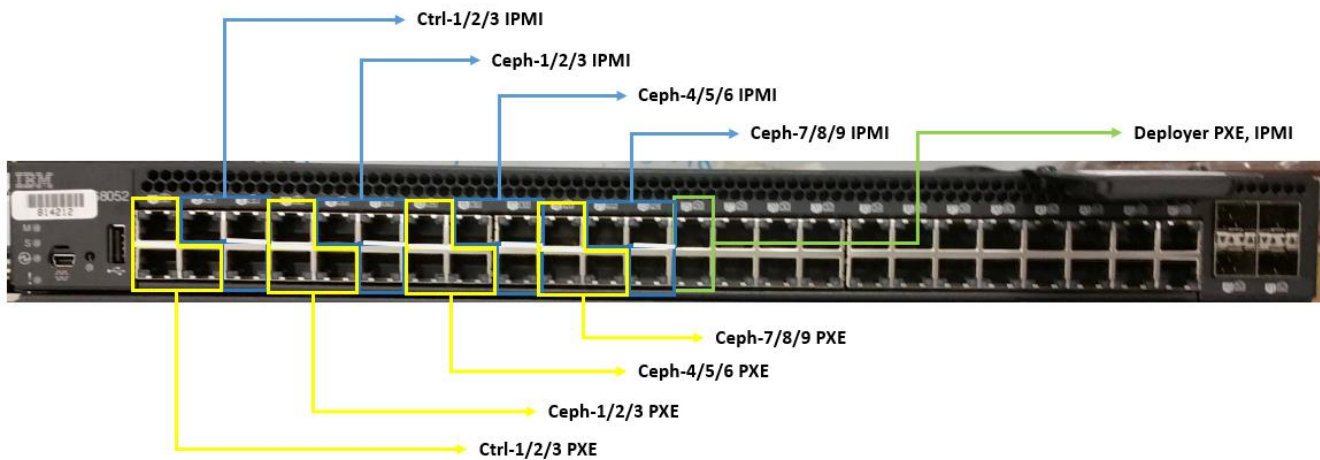 Ctrl-1/2/3 IPMI
Ceph-1/2/3 IPMI
Ceph-4/5/6 IPMI
Ceph-7/8/9 IPMI
Deployer PXE, IPMI
IBM
G8052
814212
M
S
Ceph-7/8/9 PXE
Ceph-4/5/6 PXE
Ceph-1/2/3 PXE
Ctrl-1/2/3 PXE